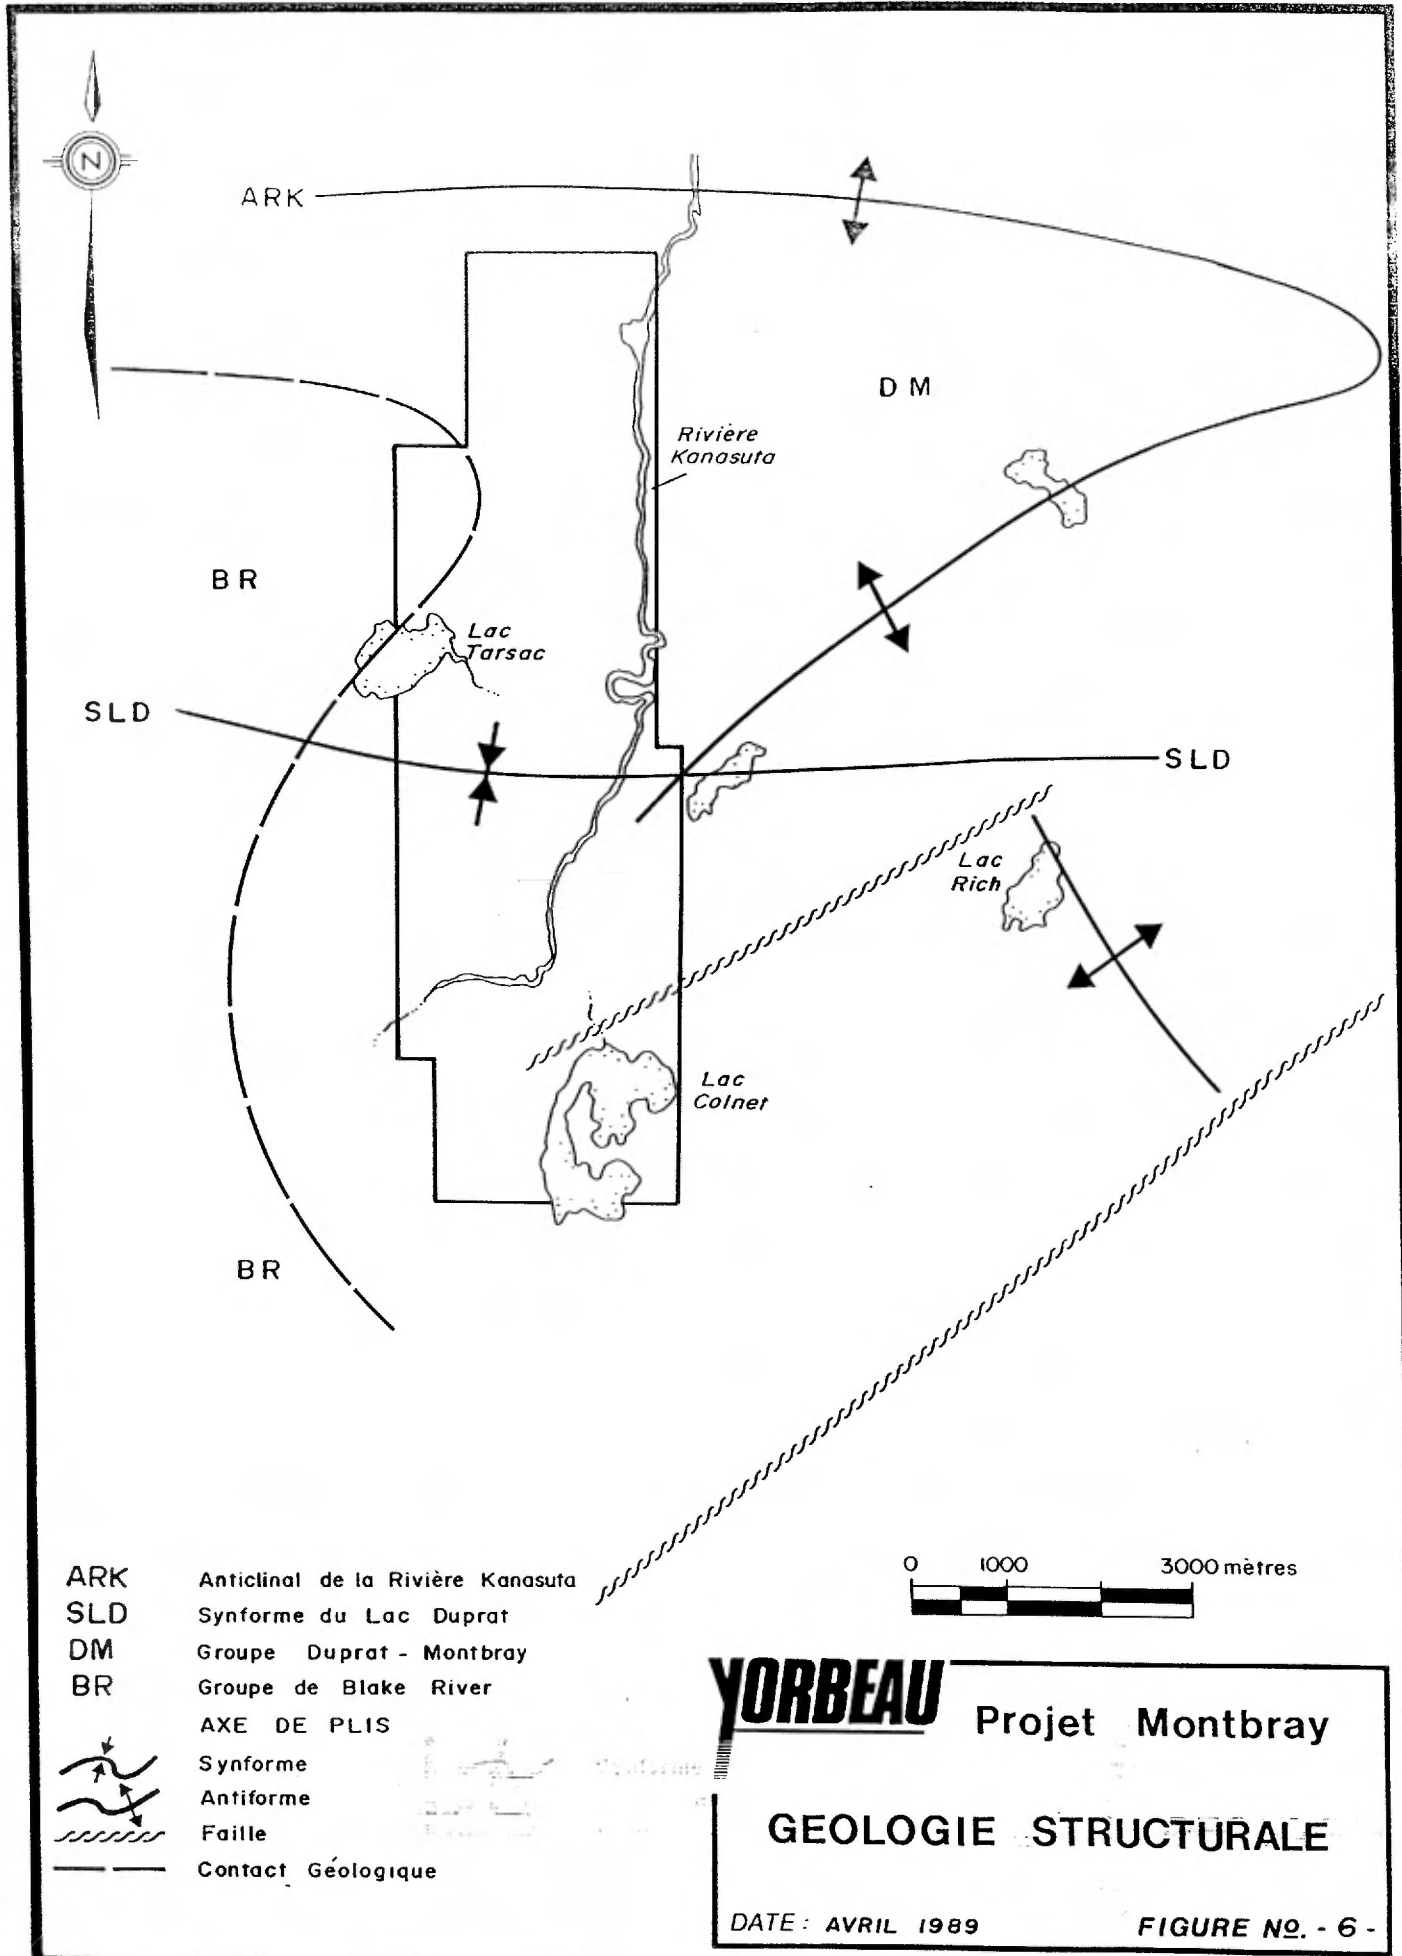 N
ARK
D M
Rivière
Kanasuta
BR
Lac
Tarsac
SLD
SLD
Lac
Rich
Lac
Colnet
BR
0 1000 3000 mètres
ARK Anticlinal de la Rivière Kanasuta
SLD Synforme du Lac Duprat
DM Groupe Duprat - Montbray
BR Groupe de Blake River
AXE DE PLIS
Synforme
Antiforme
Faille
Contact Géologique
YORBEAU
Projet Montbray
GEOLOGIE STRUCTURALE
DATE : AVRIL 1989 FIGURE Nº. - 6 -